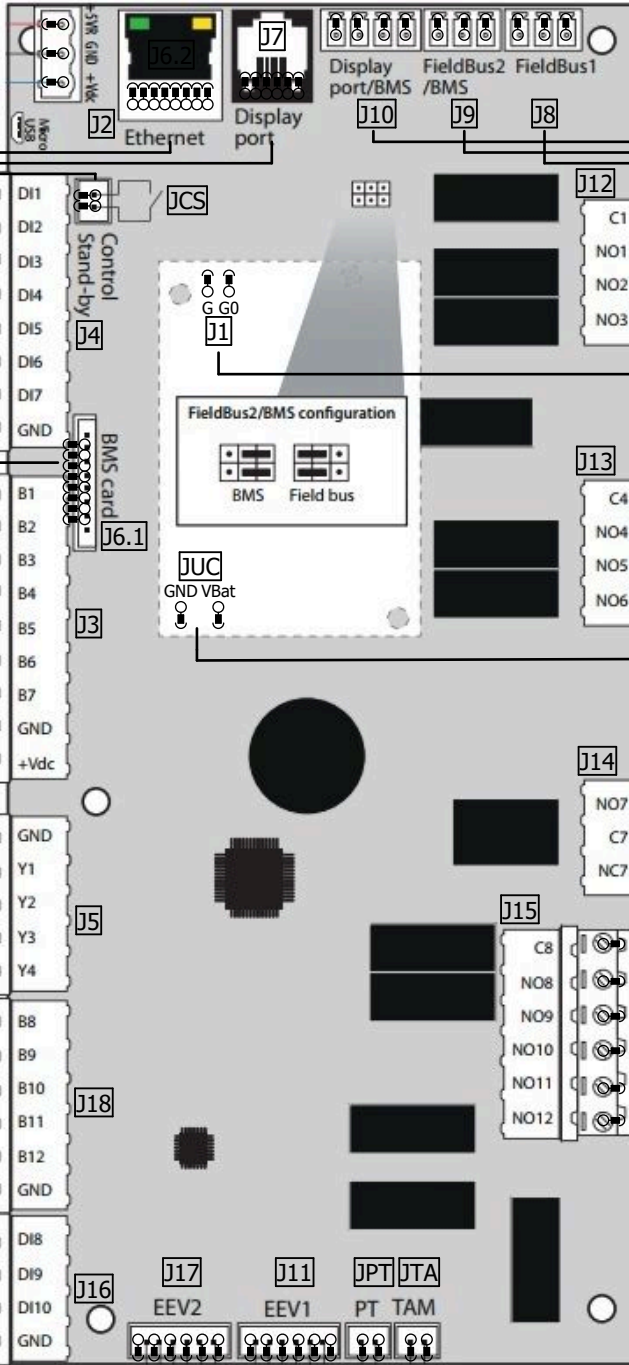 +5VR
GND
+Vdc
J6.2
J7
Display
port/BMS
FieldBus2
/BMS
FieldBus1
Micro
USB
J2
Ethernet
Display
port
J10
J9
J8
DI1
DI2
DI3
DI4
DI5
DI6
DI7
GND
JCS
Control
Stand-by
J4
J12
C1
NO1
NO2
NO3
G G0
J1
FieldBus2/BMS configuration
BMS
Field bus
BMS card
J6.1
J13
C4
NO4
NO5
NO6
B1
B2
B3
B4
B5
B6
B7
GND
+Vdc
J3
JUC
GND VBat
J14
NO7
C7
NC7
GND
Y1
Y2
Y3
Y4
J5
J15
C8
NO8
NO9
NO10
NO11
NO12
B8
B9
B10
B11
B12
GND
J18
DI8
DI9
DI10
GND
J16
J17
J11
JPT
JTA
EEV2
EEV1
PT
TAM